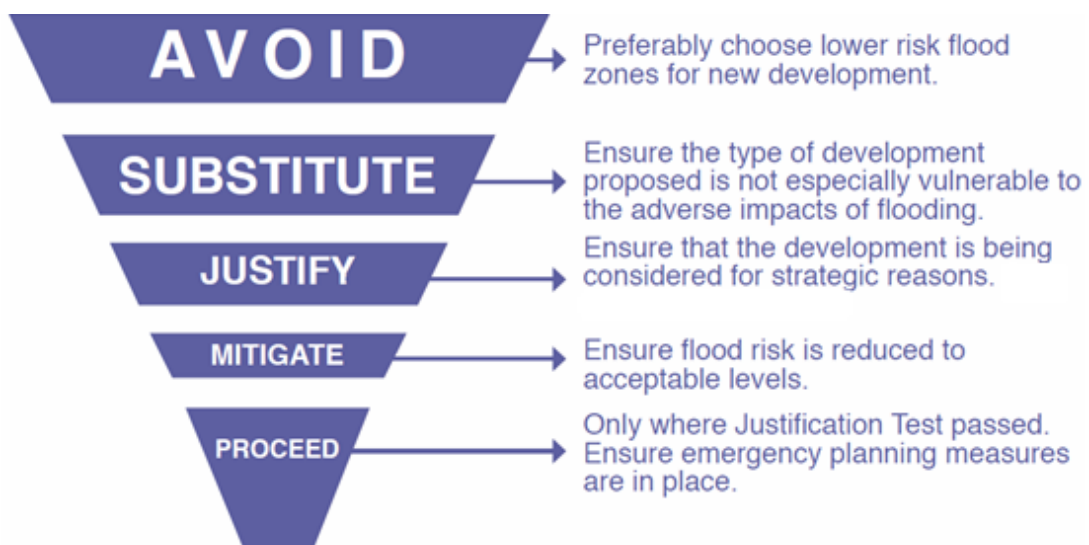 AVOID
Preferably choose lower risk flood
zones for new development.
SUBSTITUTE
Ensure the type of development
proposed is not especially vulnerable to
the adverse impacts of flooding.
JUSTIFY
Ensure that the development is being
considered for strategic reasons.
MITIGATE
Ensure flood risk is reduced to
acceptable levels.
PROCEED
Only where Justification Test passed.
Ensure emergency planning measures
are in place.